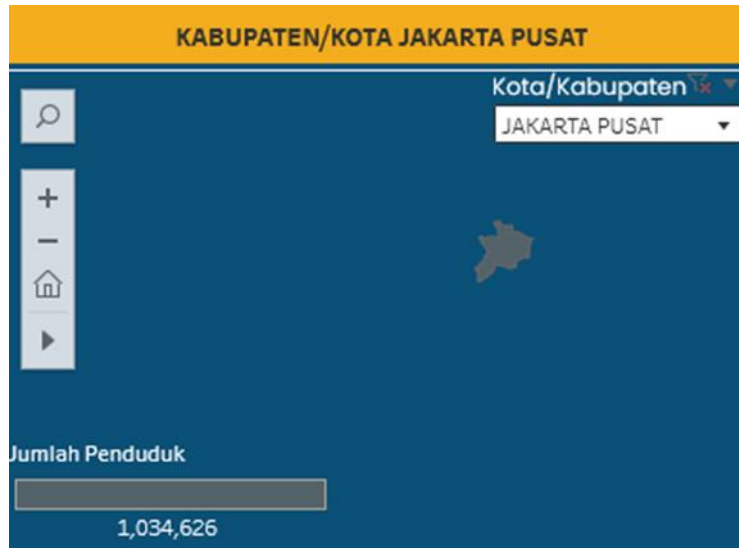 KABUPATEN/KOTA JAKARTA PUSAT
Kota/Kabupaten
JAKARTA PUSAT
Jumlah Penduduk
1,034,626